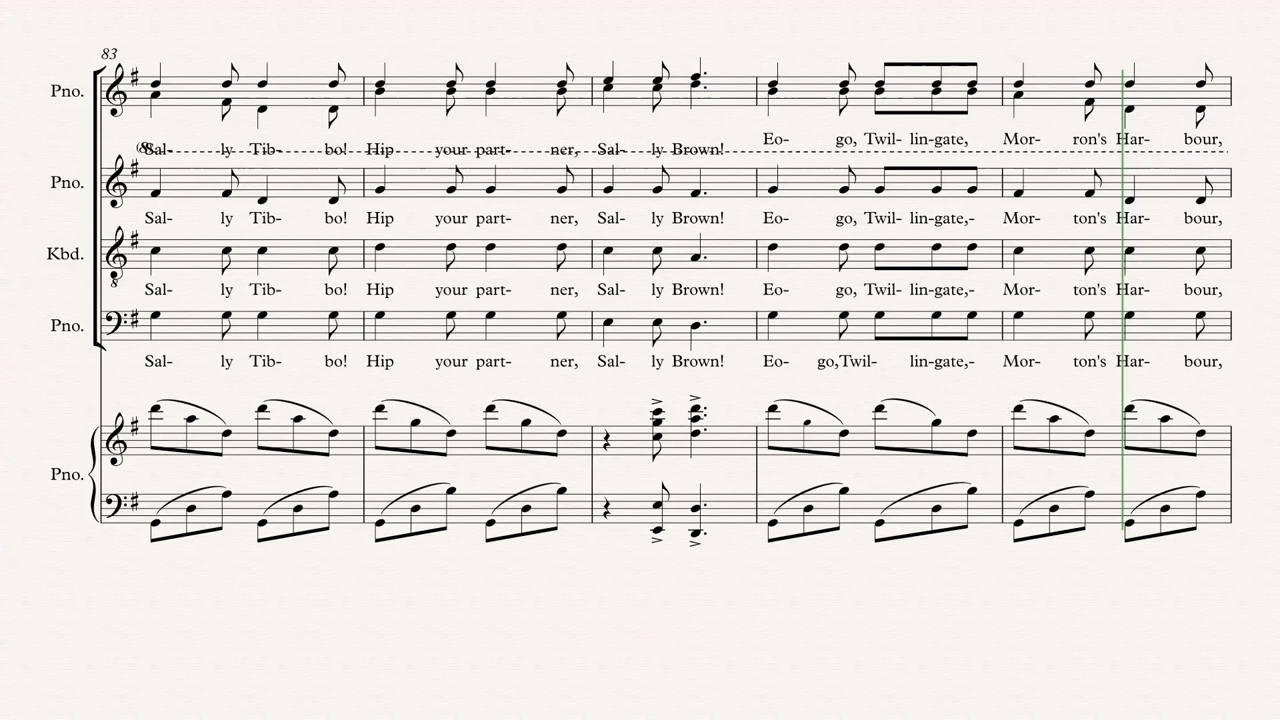 83
Pno.
Eo- go, Twil- lin-gate, Mor- ron's Har- bour,
Sal- ly Tib- bo! Hip your part- ner, Sal- ly Brown!
Pno.
Sal- ly Tib- bo! Hip your part- ner, Sal- ly Brown! Eo- go, Twil- lin-gate,- Mor- ton's Har- bour,
Kbd.
8
Sal- ly Tib- bo! Hip your part- ner, Sal- ly Brown! Eo- go, Twil- lin-gate,- Mor- ton's Har- bour,
Pno.
Sal- ly Tib- bo! Hip your part- ner, Sal- ly Brown! Eo- go,Twil- lin-gate,- Mor- ton's Har- bour,
Pno.